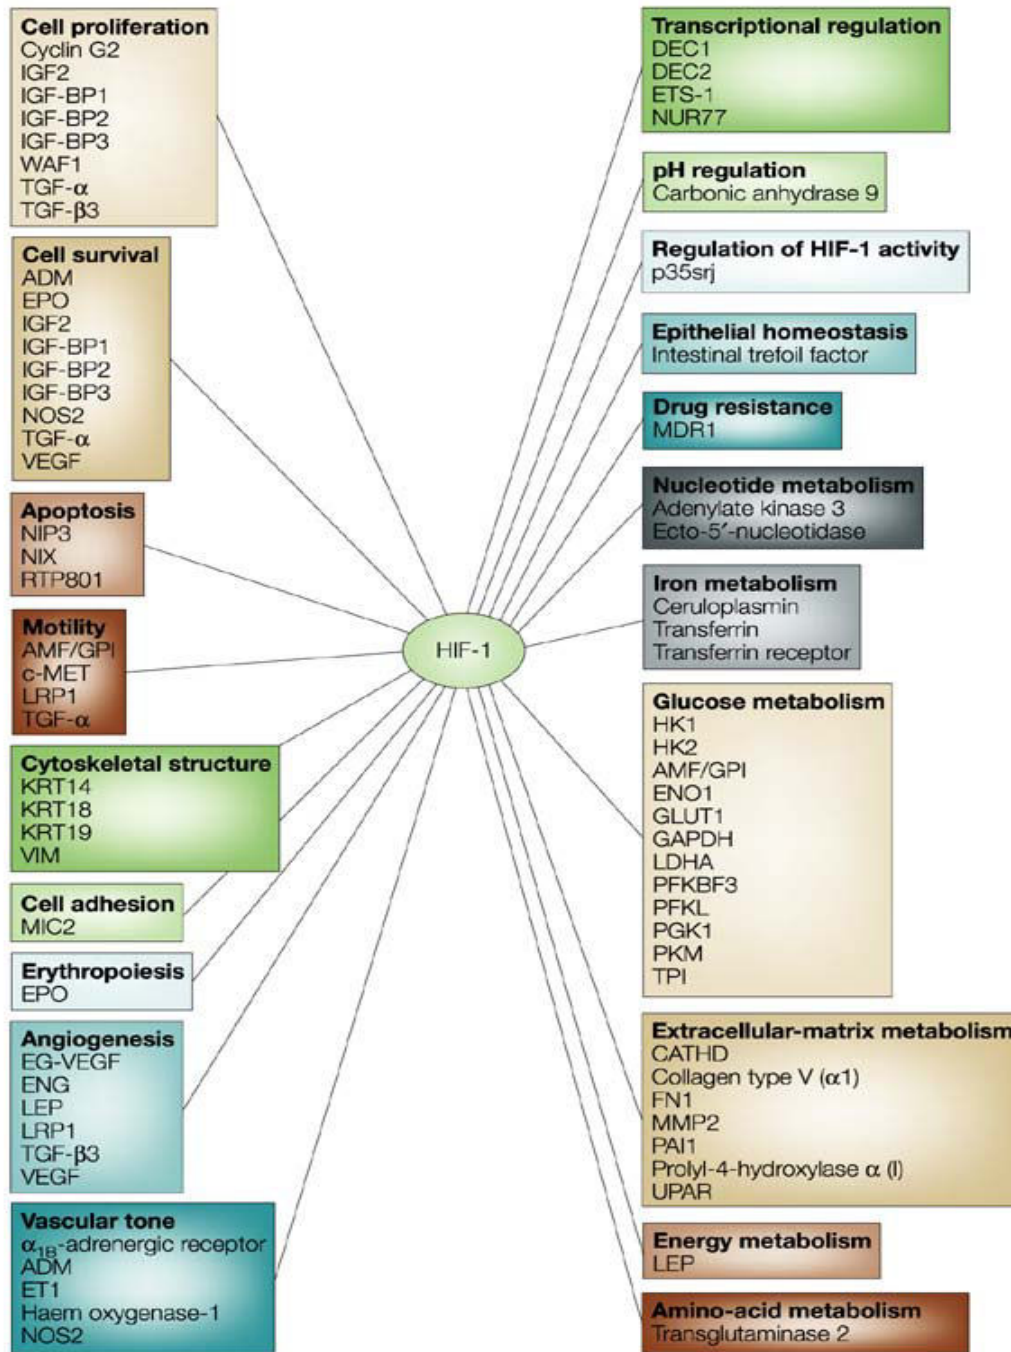 Cell proliferation
Cyclin G2
IGF2
IGF-BP1
IGF-BP2
IGF-BP3
WAF1
TGF-α
TGF-β3
Cell survival
ADM
EPO
IGF2
IGF-BP1
IGF-BP2
IGF-BP3
NOS2
TGF-α
VEGF
Apoptosis
NIP3
NIX
RTP801
Motility
AMF/GPI
c-MET
LRP1
TGF-α
Cytoskeletal structure
KRT14
KRT18
KRT19
VIM
Cell adhesion
MIC2
Erythropoiesis
EPO
Angiogenesis
EG-VEGF
ENG
LEP
LRP1
TGF-β3
VEGF
Vascular tone
α1B-adrenergic receptor
ADM
ET1
Haem oxygenase-1
NOS2
HIF-1
Transcriptional regulation
DEC1
DEC2
ETS-1
NUR77
pH regulation
Carbonic anhydrase 9
Regulation of HIF-1 activity
p35srj
Epithelial homeostasis
Intestinal trefoil factor
Drug resistance
MDR1
Nucleotide metabolism
Adenylate kinase 3
Ecto-5′-nucleotidase
Iron metabolism
Ceruloplasmin
Transferrin
Transferrin receptor
Glucose metabolism
HK1
HK2
AMF/GPI
ENO1
GLUT1
GAPDH
LDHA
PFKBF3
PFKL
PGK1
PKM
TPI
Extracellular-matrix metabolism
CATHD
Collagen type V (α1)
FN1
MMP2
PAI1
Prolyl-4-hydroxylase α (I)
UPAR
Energy metabolism
LEP
Amino-acid metabolism
Transglutaminase 2